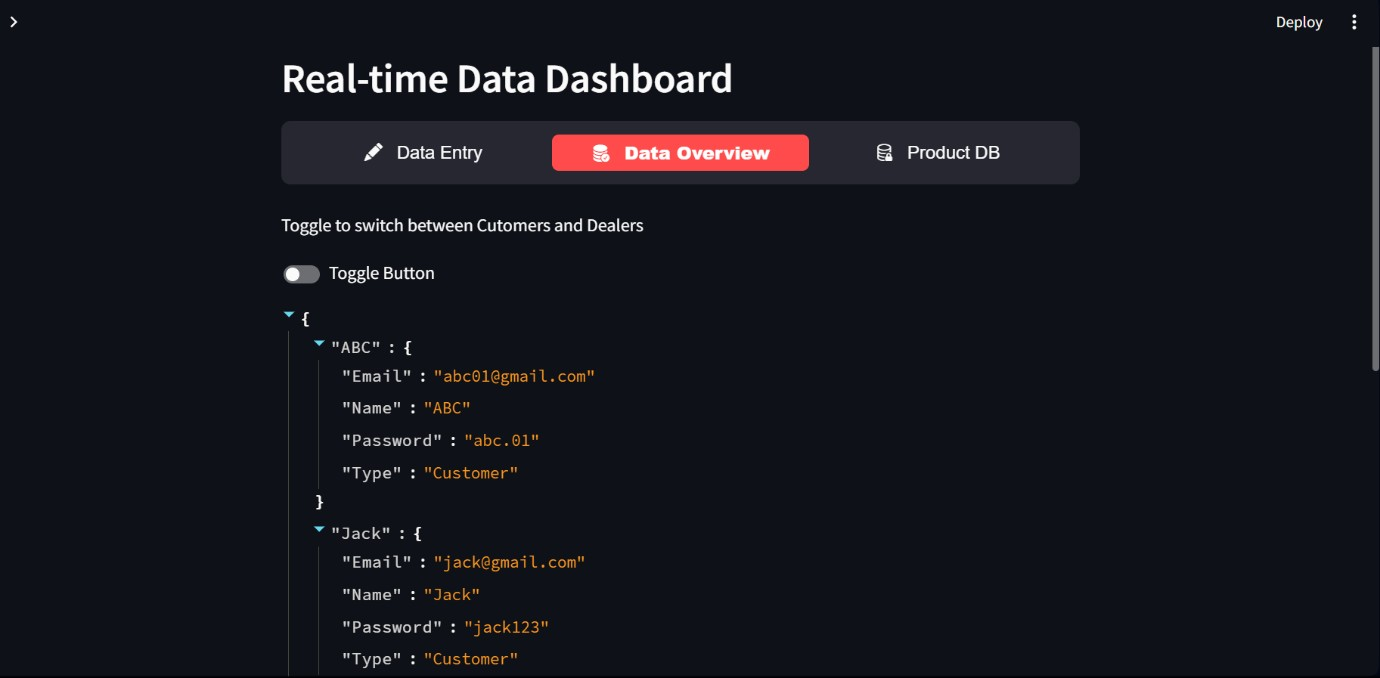 Deploy
Real-time Data Dashboard
Data Entry
Data Overview
Product DB
Toggle to switch between Cutomers and Dealers
Toggle Button
{
"ABC" : {
"Email" : "abc01@gmail.com"
"Name" : "ABC"
"Password" : "abc.01"
"Type" : "Customer"
}
"Jack" : {
"Email" : "jack@gmail.com"
"Name" : "Jack"
"Password" : "jack123"
"Type" : "Customer"